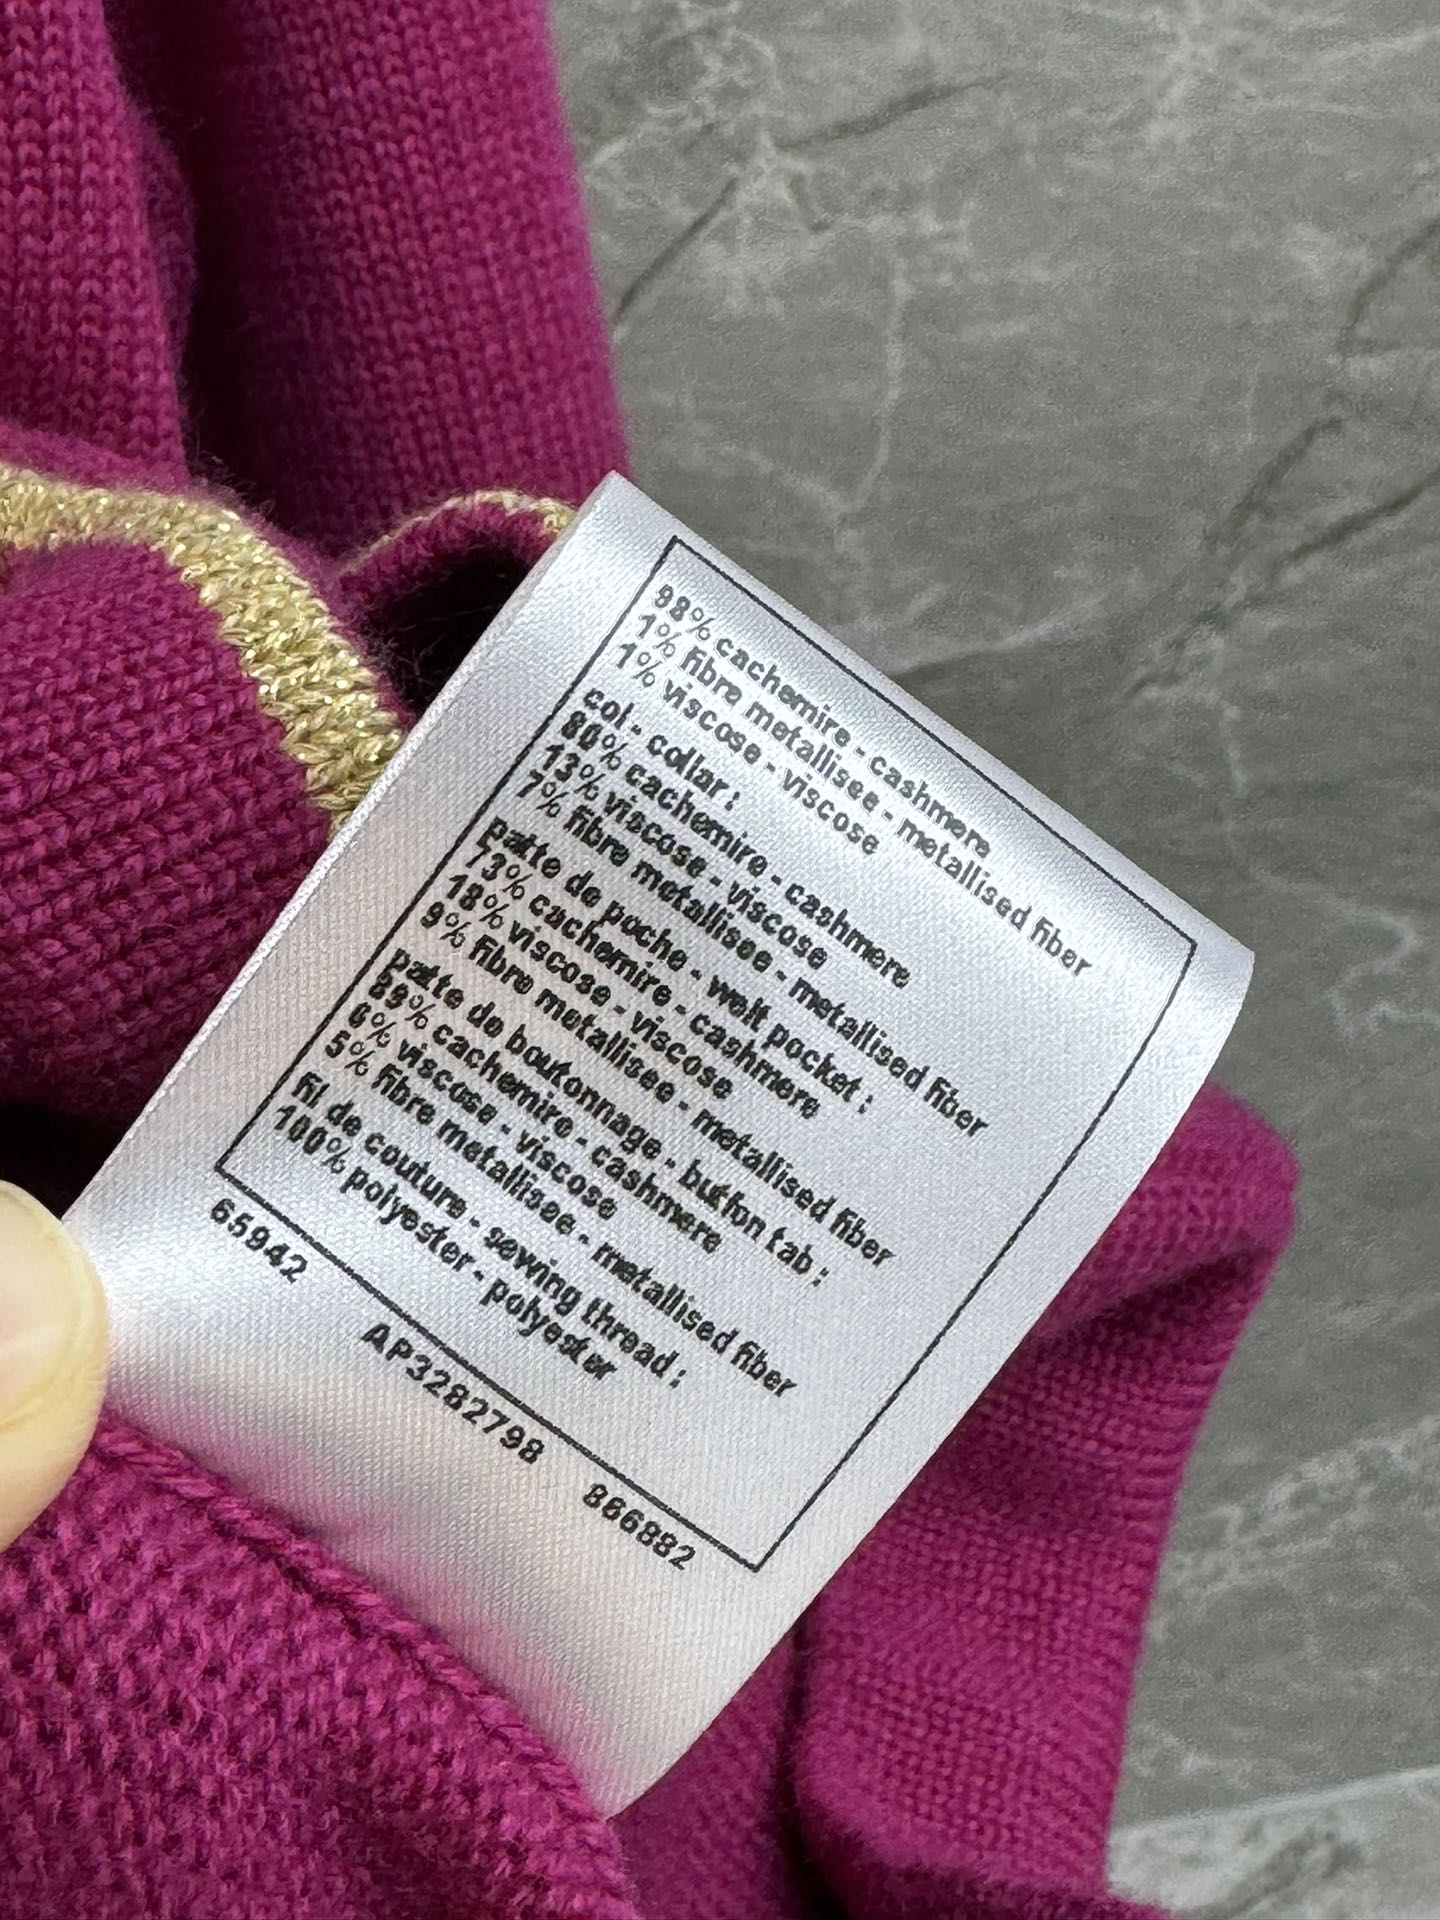 98% cachemire - cashmere
1% fibre metallisee - metallised fiber
1% viscose - viscose
col - collar :
80% cachemire - cashmere
13% viscose - viscose
7% fibre metallisee - metallised fiber
patte de poche - welt pocket :
73% cachemire - cashmere
18% viscose - viscose
9% fibre metallisee - metallised fiber
patte de boutonnage - button tab :
89% cachemire - cashmere
6% viscose - viscose
5% fibre metallisee - metallised fiber
fil de couture - sewing thread :
100% polyester - polyester
65942 AP3282798 866882